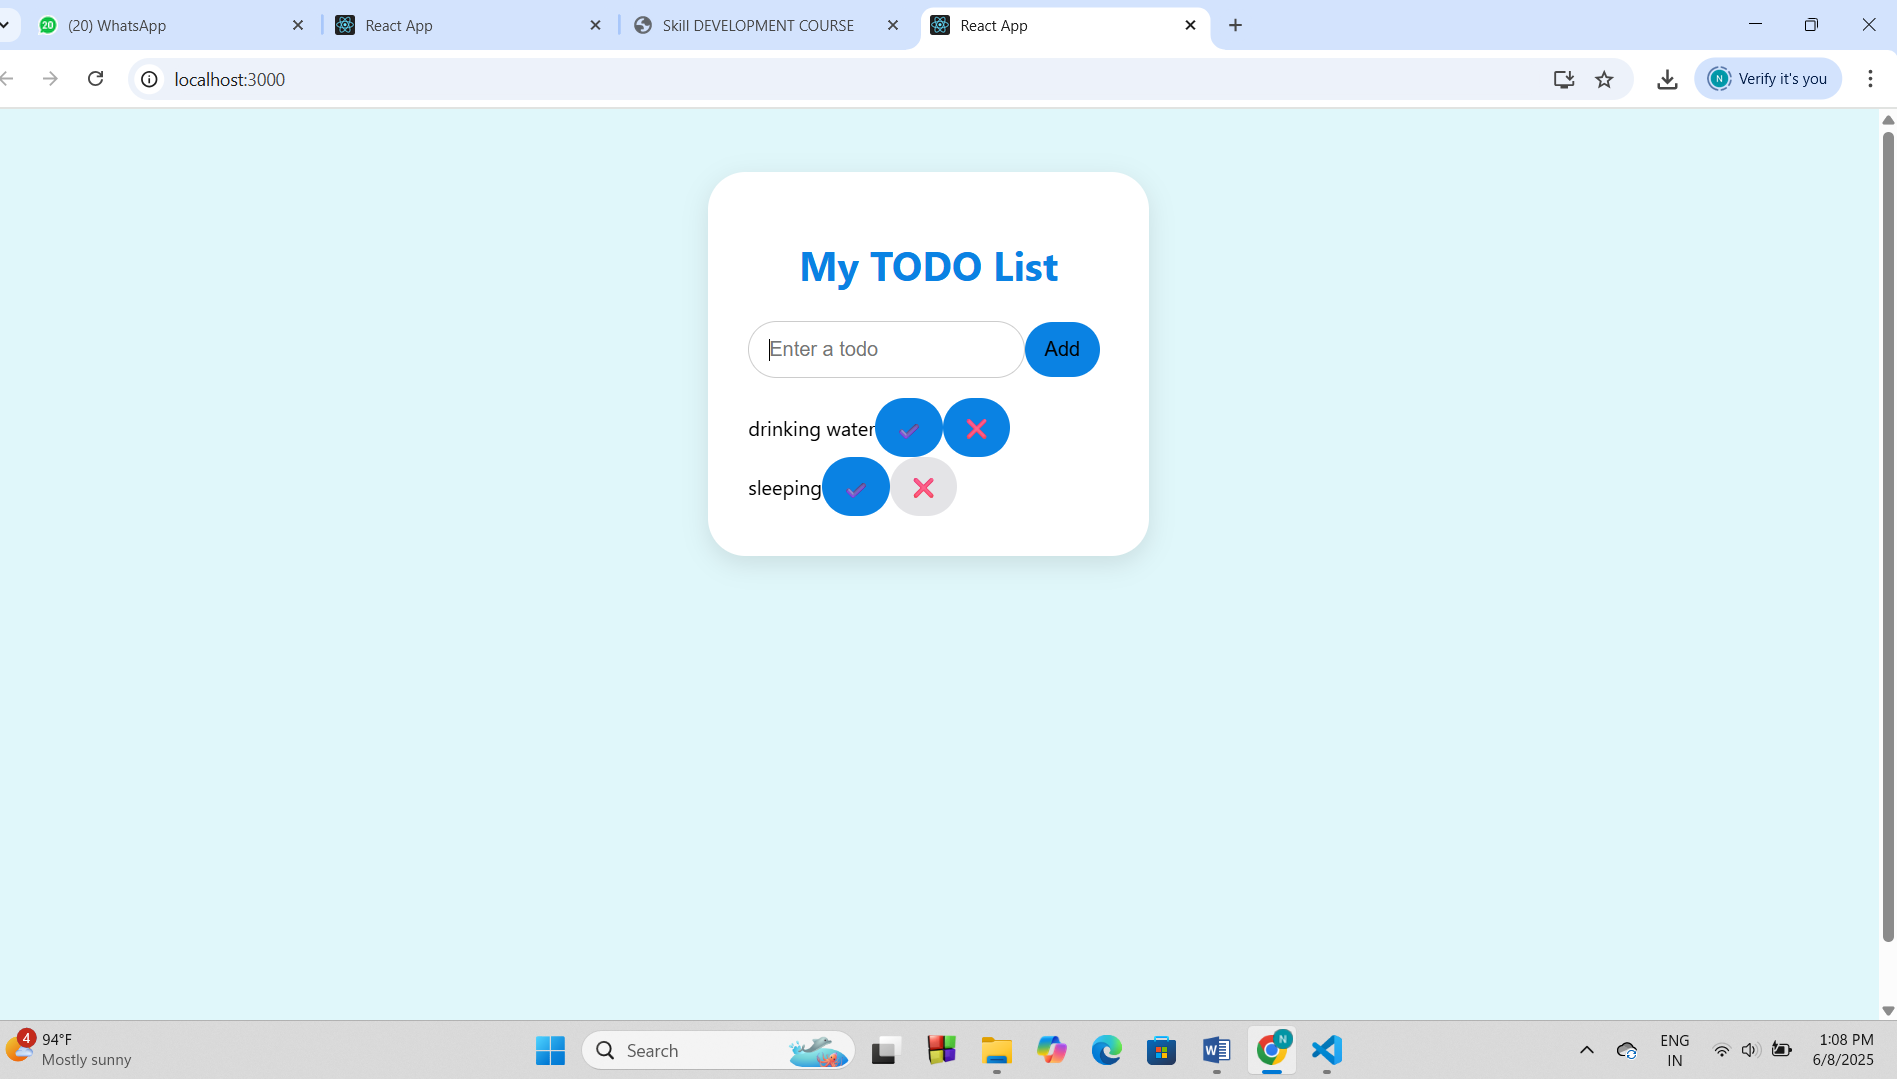 20 (20) WhatsApp
React App
Skill DEVELOPMENT COURSE
React App
localhost:3000
N Verify it's you
My TODO List
Enter a todo
Add
drinking water
sleeping
4 94°F
Mostly sunny
Search
W
N
ENG
IN
1:08 PM
6/8/2025